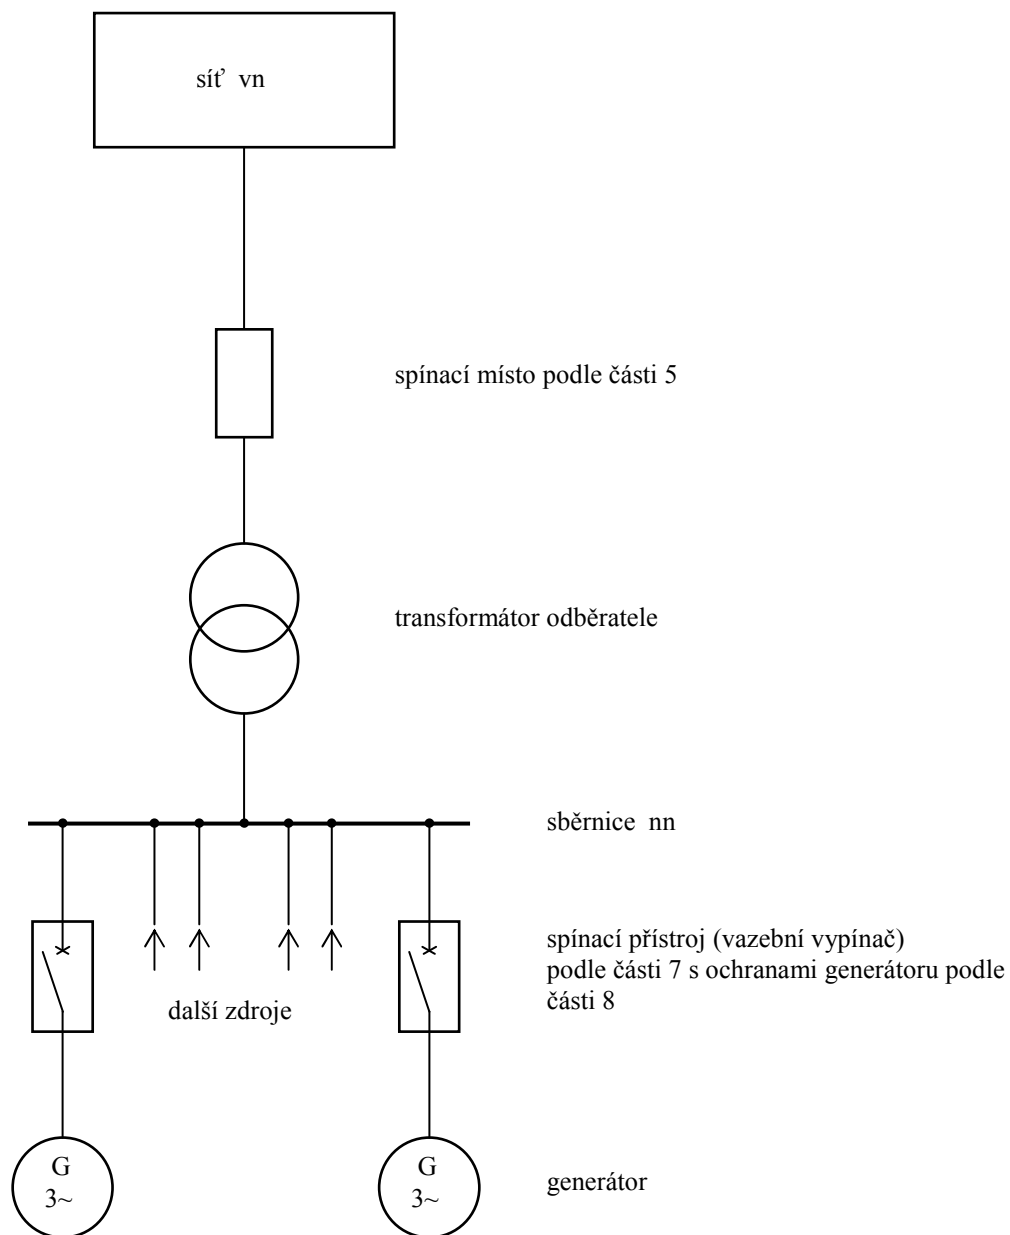 síť vn
spínací místo podle části 5
transformátor odběratele
sběrnice nn
spínací přístroj (vazební vypínač)
podle části 7 s ochranami generátoru podle
části 8
další zdroje
G
3~
G
3~
generátor